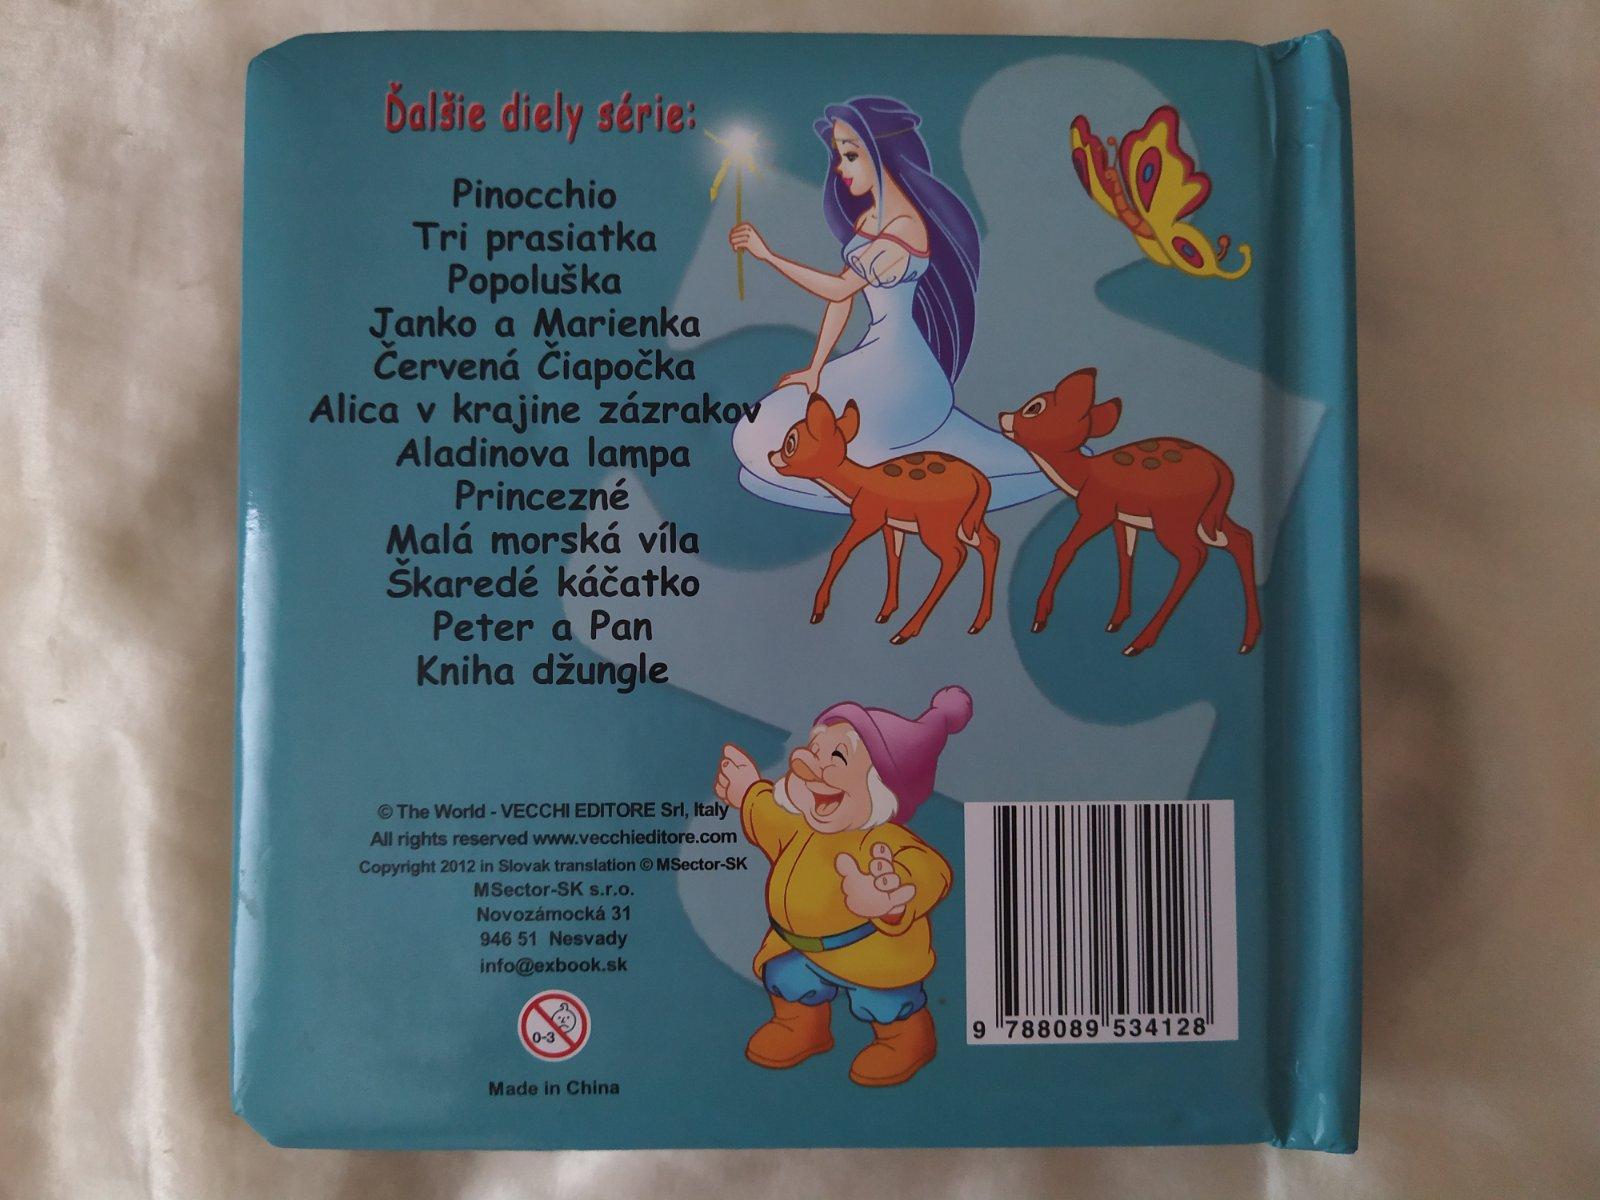 Ďalšie diely série:
Pinocchio
Tri prasiatka
Popoluška
Janko a Marienka
Červená Čiapočka
Alica v krajine zázrakov
Aladinova lampa
Princezné
Malá morská víla
Škaredé káčatko
Peter a Pan
Kniha džungle
© The World - VECCHI EDITORE Srl, Italy
All rights reserved www.vecchieditore.com
Copyright 2012 in Slovak translation © MSector-SK
MSector-SK s.r.o.
Novozámocká 31
946 51 Nesvady
info@exbook.sk
0-3
Made in China
9 788089 534128